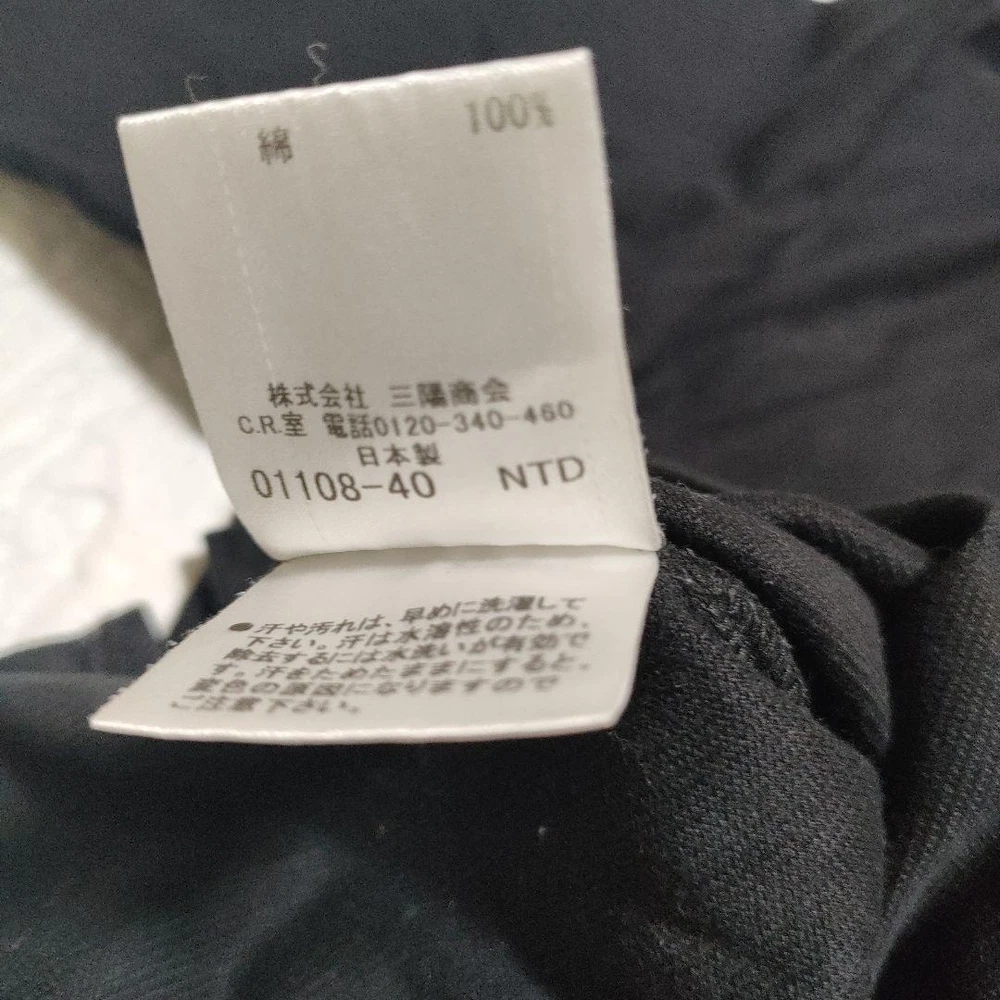 綿 100%
株式会社 三陽商会
C.R.室 電話0120-340-460
日本製
01108-40 NTD
●汗や汚れは、早めに洗濯して
下さい。汗は水溶性のため、
除去するには水洗いが有効で
す。汗をためたままにすると、
変色の原因になりますので
ご注意下さい。